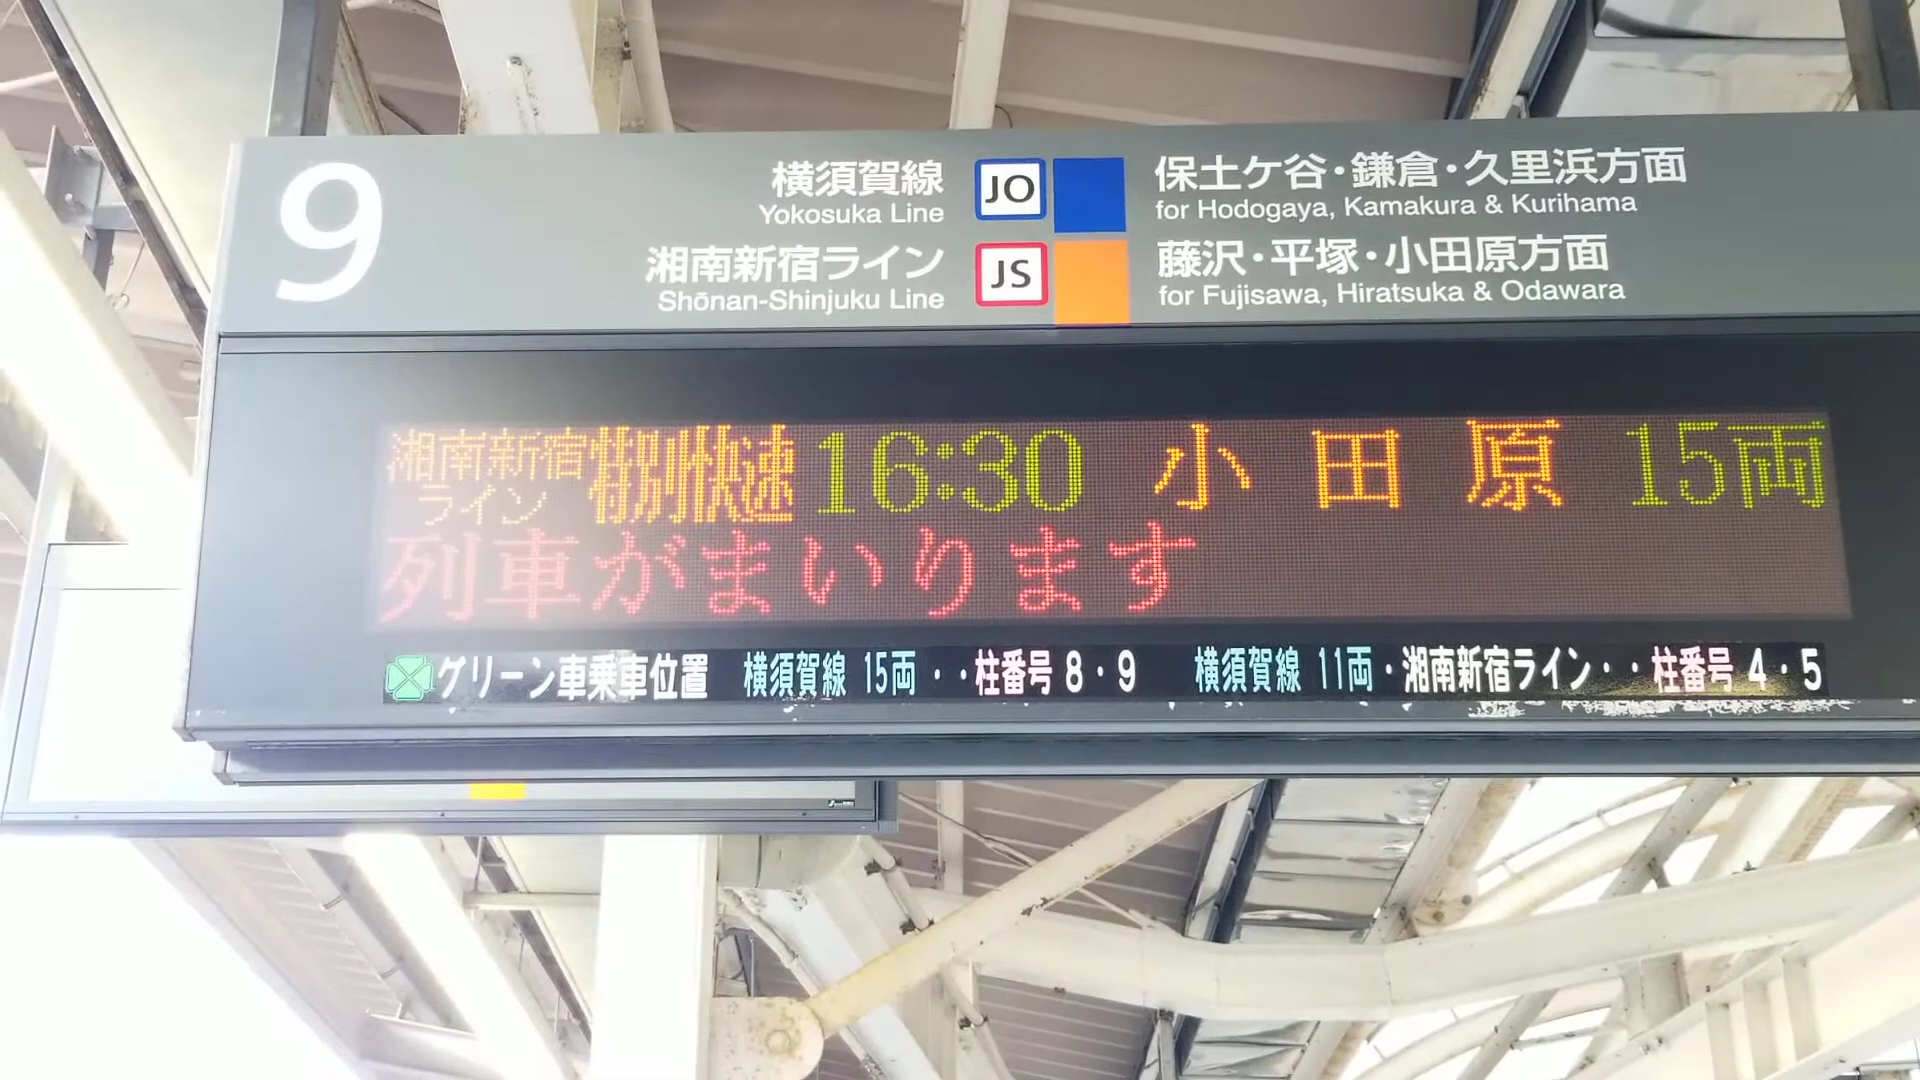 9
横須賀線 JO 保土ケ谷・鎌倉・久里浜方面
Yokosuka Line for Hodogaya, Kamakura & Kurihama
湘南新宿ライン JS 藤沢・平塚・小田原方面
Shōnan-Shinjuku Line for Fujisawa, Hiratsuka & Odawara
湘南新宿ライン 特別快速 16:30 小田原 15両
列車がまいります
グリーン車乗車位置 横須賀線 15両・・柱番号8・9 横須賀線 11両・湘南新宿ライン・・柱番号4・5